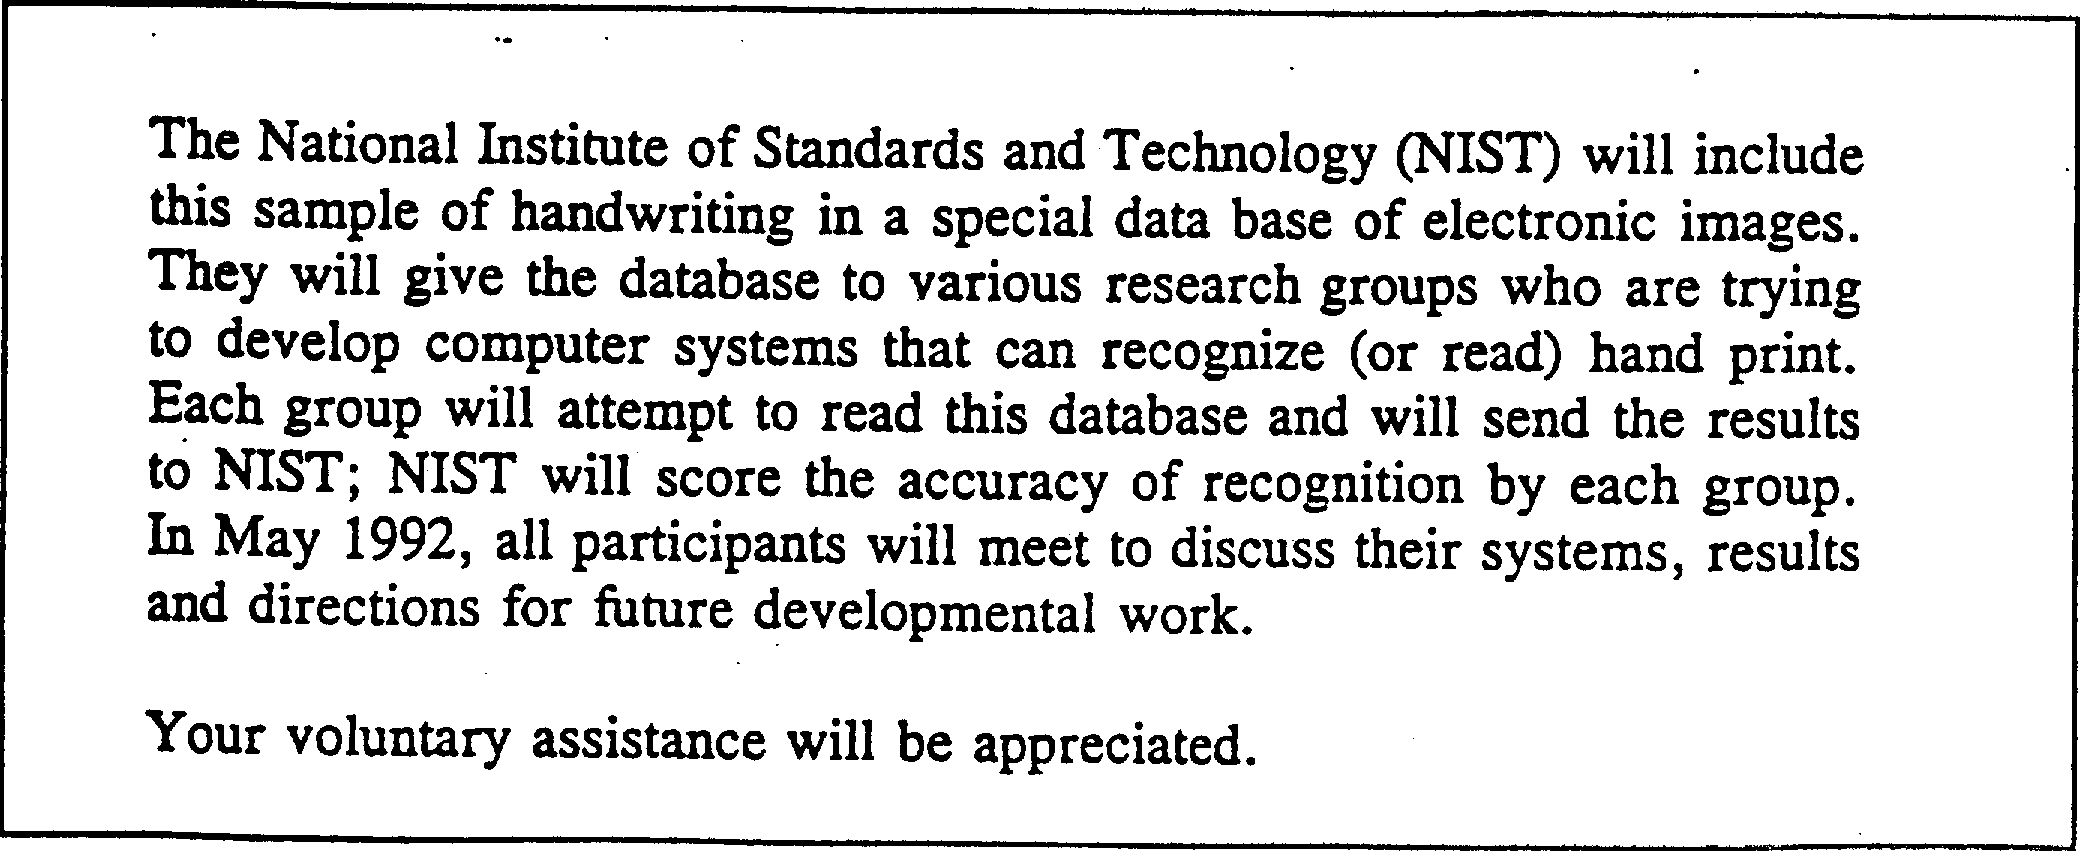 The National Institute of Standards and Technology (NIST) will include
this sample of handwriting in a special data base of electronic images.
They will give the database to various research groups who are trying
to develop computer systems that can recognize (or read) hand print.
Each group will attempt to read this database and will send the results
to NIST; NIST will score the accuracy of recognition by each group.
In May 1992, all participants will meet to discuss their systems, results
and directions for future developmental work.
Your voluntary assistance will be appreciated.